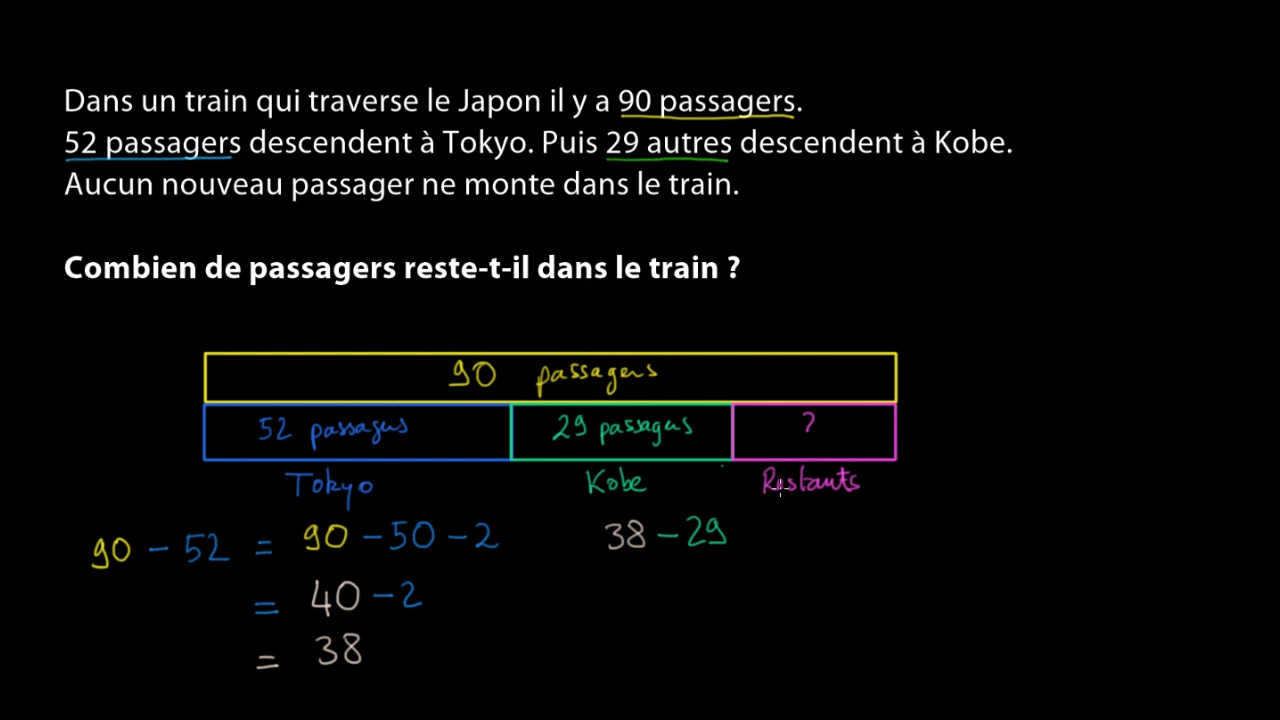 Dans un train qui traverse le Japon il y a 90 passagers.
52 passagers descendent à Tokyo. Puis 29 autres descendent à Kobe.
Aucun nouveau passager ne monte dans le train.
Combien de passagers reste-t-il dans le train ?
90 passagers
52 passagers 29 passagers ?
Tokyo Kobe Restants
90 - 52 = 90 - 50 - 2 38 - 29
= 40 - 2
= 38